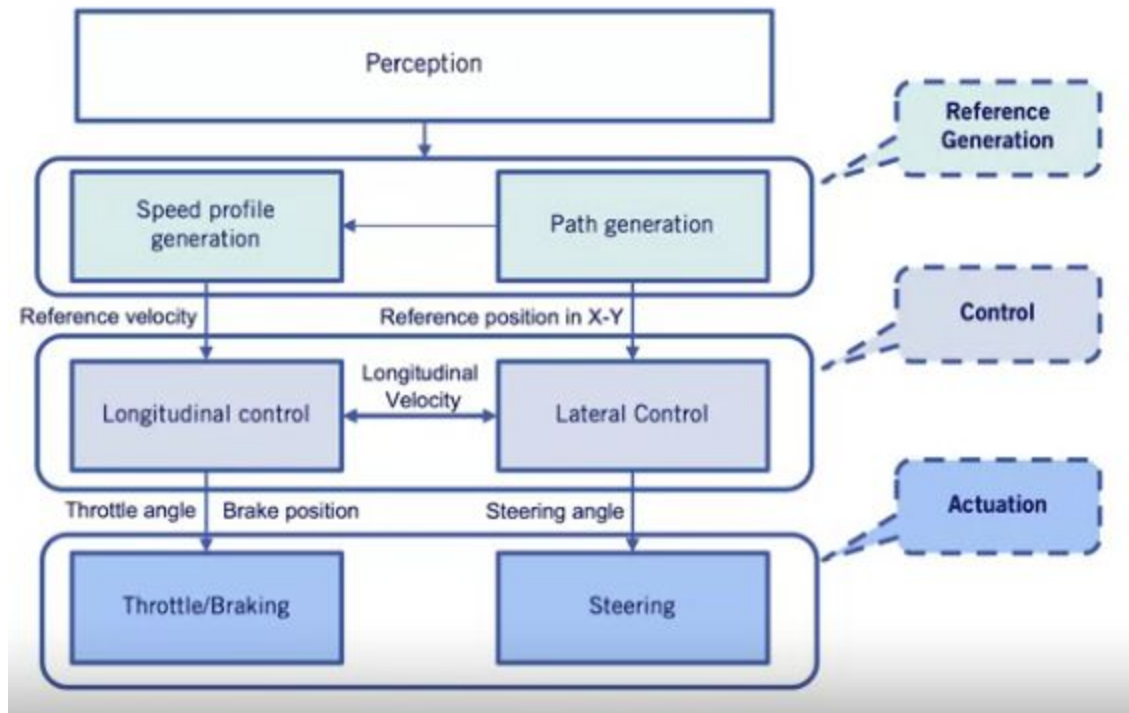 Perception
Reference
Generation
Speed profile
generation
Path generation
Reference velocity
Reference position in X-Y
Control
Longitudinal
Velocity
Longitudinal control
Lateral Control
Throttle angle
Brake position
Steering angle
Actuation
Throttle/Braking
Steering